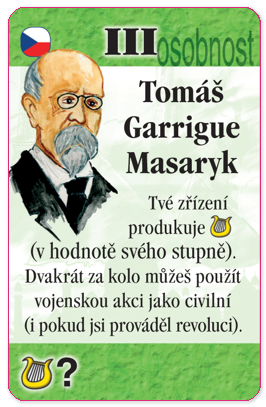 III osobnost
Tomáš
Garrigue
Masaryk
Tvé zřízení
produkuje
(v hodnotě svého stupně).
Dvakrát za kolo můžeš použít
vojenskou akci jako civilní
(i pokud jsi prováděl revoluci).
?